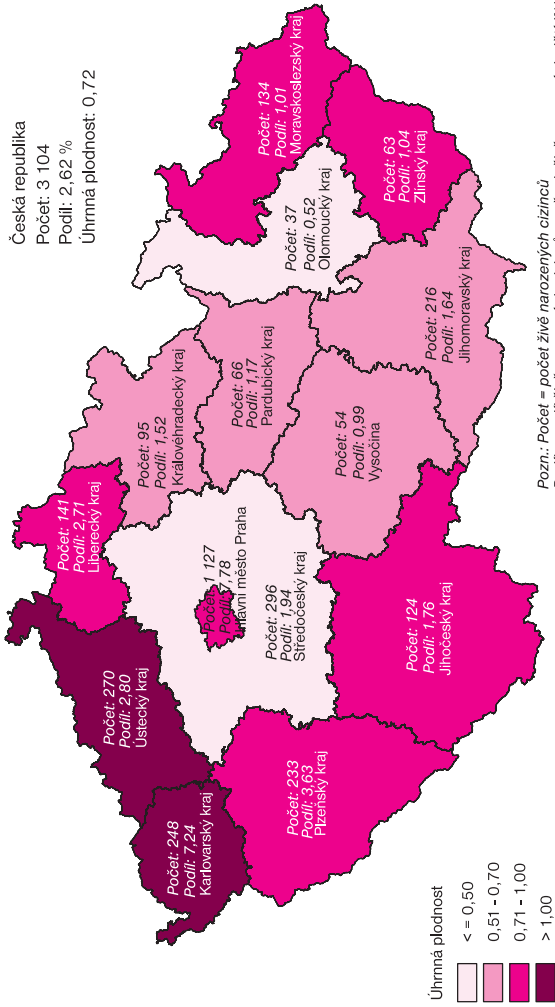 Česká republika
Počet: 3 104
Podíl: 2,62 %
Úhrnná plodnost: 0,72
Počet: 141
Podíl: 2,71
Liberecký kraj
Počet: 270
Podíl: 2,80
Ústecký kraj
Počet: 95
Podíl: 1,52
Královéhradecký kraj
Počet: 248
Podíl: 7,24
Karlovarský kraj
Počet: 1 127
Podíl: 7,78
Hlavní město Praha
Počet: 66
Podíl: 1,17
Pardubický kraj
Počet: 37
Podíl: 0,52
Olomoucký kraj
Počet: 134
Podíl: 1,01
Moravskoslezský kraj
Počet: 296
Podíl: 1,94
Středočeský kraj
Počet: 233
Podíl: 3,63
Plzeňský kraj
Počet: 54
Podíl: 0,99
Vysočina
Počet: 63
Podíl: 1,04
Zlínský kraj
Počet: 124
Podíl: 1,76
Jihočeský kraj
Počet: 216
Podíl: 1,64
Jihomoravský kraj
Úhrnná plodnost
< = 0,50
0,51 - 0,70
0,71 - 1,00
> 1,00
Pozn.: Počet = počet živě narozených cizinců